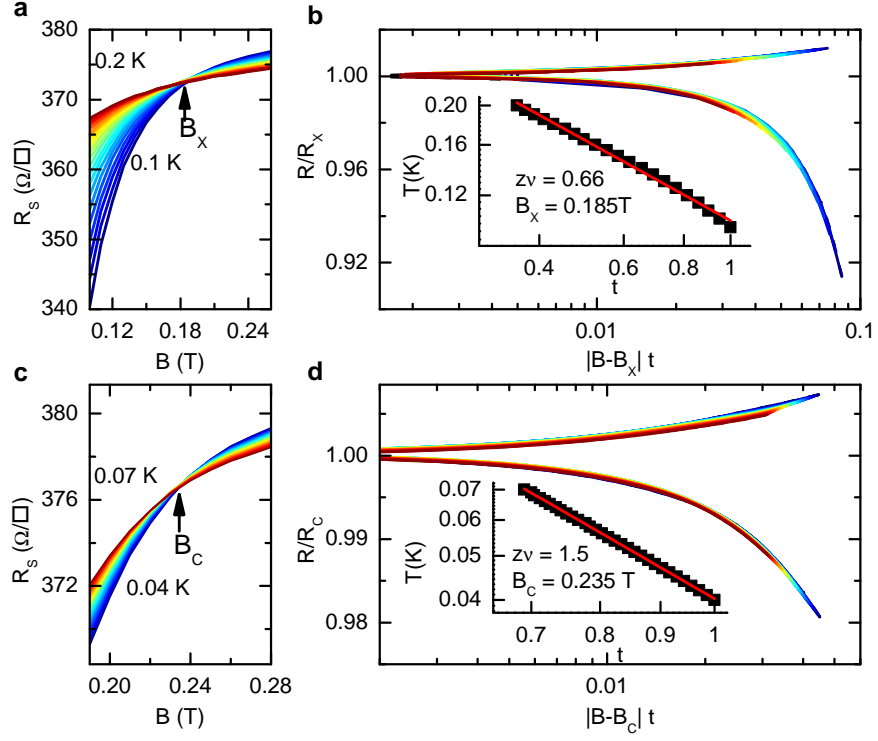 a
380
370
360
350
340
R_S (Ω/□)
0.2 K
0.1 K
B_X
0.12
0.18
0.24
B (T)
b
1.00
0.96
0.92
R/R_X
0.20
0.16
0.12
T(K)
zν = 0.66
B_X = 0.185T
0.4
0.6
0.8
1
t
0.01
0.1
|B-B_X| t
c
380
376
372
R_S (Ω/□)
0.07 K
0.04 K
B_C
0.20
0.24
0.28
B (T)
d
1.00
0.99
0.98
R/R_C
0.07
0.06
0.05
0.04
T(K)
zν = 1.5
B_C = 0.235 T
0.7
0.8
0.9
1
t
0.01
|B-B_C| t